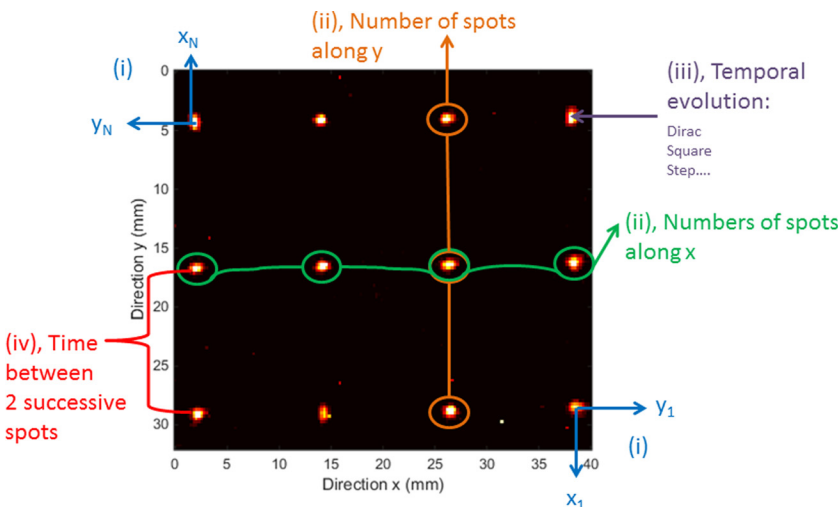 (ii), Number of spots
along y
x_N
(i)
y_N
(iii), Temporal
evolution:
Dirac
Square
Step....
0
5
10
15
20
25
30
Direction y (mm)
(ii), Numbers of spots
along x
(iv), Time
between
2 successive
spots
y_1
(i)
0
5
10
15
20
25
30
35
40
Direction x (mm)
x_1